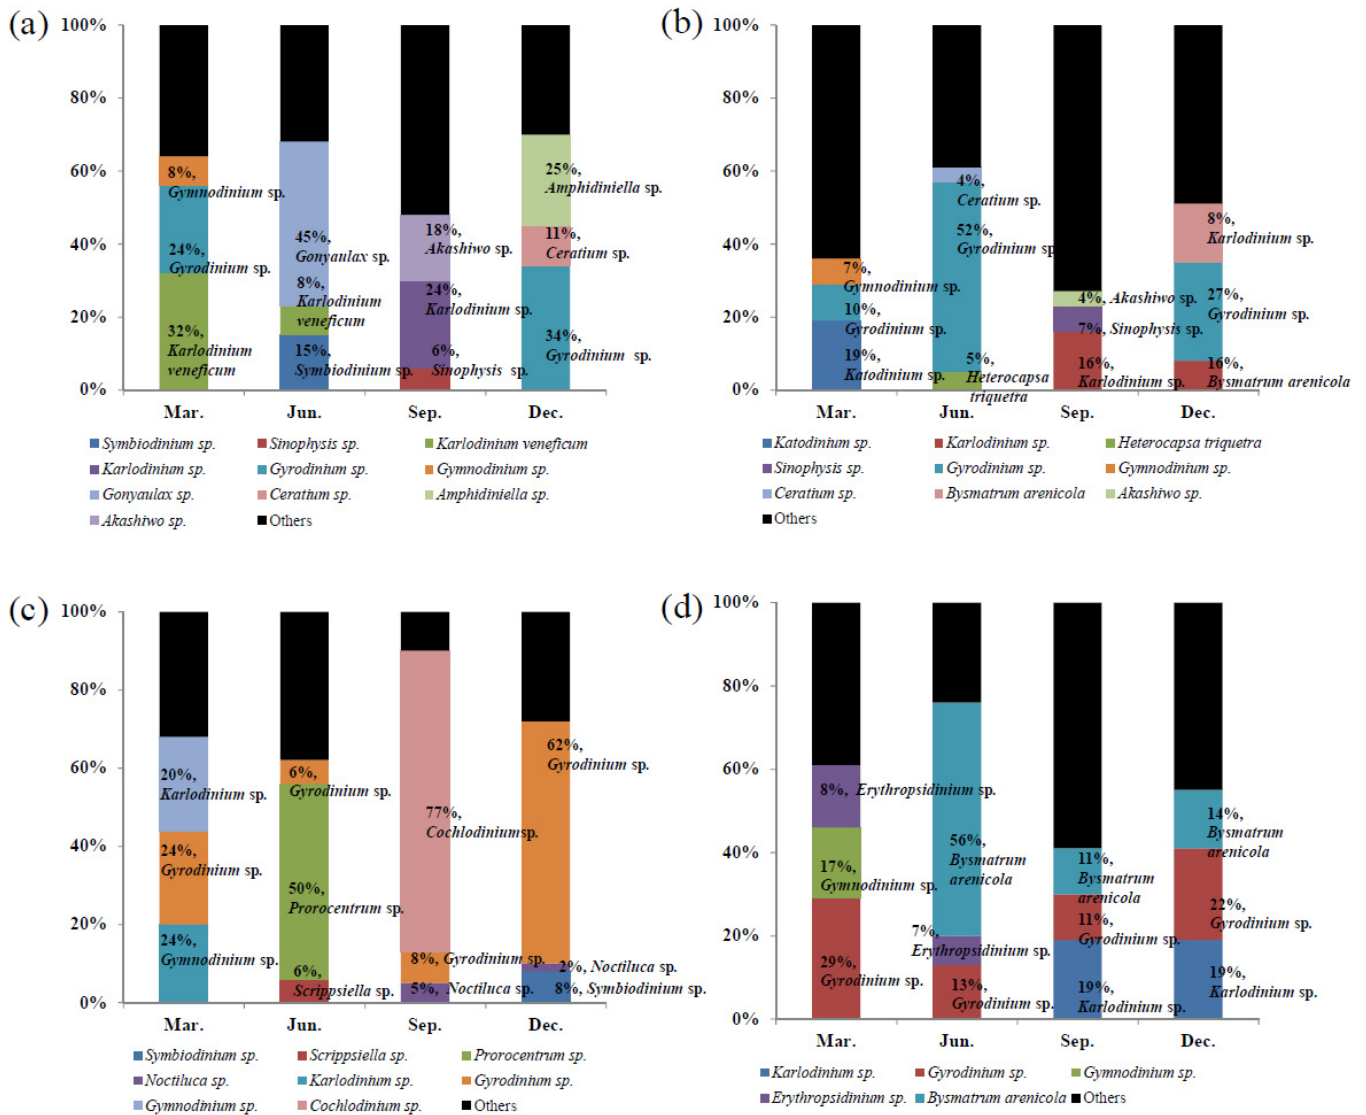 (a)
100%
80%
60%
40%
20%
0%
8%,
Gymnodinium sp.
24%,
Gyrodinium sp.
32%,
Karlodinium
veneficum
45%,
Gonyaulax sp.
8%,
Karlodinium
veneficum
15%,
Symbiodinium sp.
18%,
Akashiwo sp.
24%,
Karlodinium sp.
6%,
Sinophysis sp.
25%,
Amphidiniella sp.
11%,
Ceratium sp.
34%,
Gyrodinium sp.
Mar. Jun. Sep. Dec.
Symbiodinium sp. Sinophysis sp. Karlodinium veneficum
Karlodinium sp. Gyrodinium sp. Gymnodinium sp.
Gonyaulax sp. Ceratium sp. Amphidiniella sp.
Akashiwo sp. Others
(b)
100%
80%
60%
40%
20%
0%
7%,
Gymnodinium sp.
10%,
Gyrodinium sp.
19%,
Katodinium sp.
4%,
Ceratium sp.
52%,
Gyrodinium sp.
5%,
Heterocapsa
triquetra
4%, Akashiwo sp.
7%, Sinophysis sp.
16%,
Karlodinium sp.
8%,
Karlodinium sp.
27%,
Gyrodinium sp.
16%,
Bysmatrum arenicola
Mar. Jun. Sep. Dec.
Katodinium sp. Karlodinium sp. Heterocapsa triquetra
Sinophysis sp. Gyrodinium sp. Gymnodinium sp.
Ceratium sp. Bysmatrum arenicola Akashiwo sp.
Others
(c)
100%
80%
60%
40%
20%
0%
20%,
Karlodinium sp.
24%,
Gyrodinium sp.
24%,
Gymnodinium sp.
6%,
Gyrodinium sp.
50%,
Prorocentrum sp.
6%,
Scrippsiella sp.
77%,
Cochlodiniumsp.
8%, Gyrodinium sp.
5%, Noctiluca sp.
62%,
Gyrodinium sp.
2%, Noctiluca sp.
8%, Symbiodinium sp.
Mar. Jun. Sep. Dec.
Symbiodinium sp. Scrippsiella sp. Prorocentrum sp.
Noctiluca sp. Karlodinium sp. Gyrodinium sp.
Gymnodinium sp. Cochlodinium sp. Others
(d)
100%
80%
60%
40%
20%
0%
8%, Erythropsidinium sp.
17%,
Gymnodinium sp.
29%,
Gyrodinium sp.
56%,
Bysmatrum
arenicola
7%,
Erythropsidinium sp.
13%,
Gyrodinium sp.
11%,
Bysmatrum
arenicola
11%,
Gyrodinium sp.
19%,
Karlodinium sp.
14%,
Bysmatrum
arenicola
22%,
Gyrodinium sp.
19%,
Karlodinium sp.
Mar. Jun. Sep. Dec.
Karlodinium sp. Gyrodinium sp. Gymnodinium sp.
Erythropsidinium sp. Bysmatrum arenicola Others